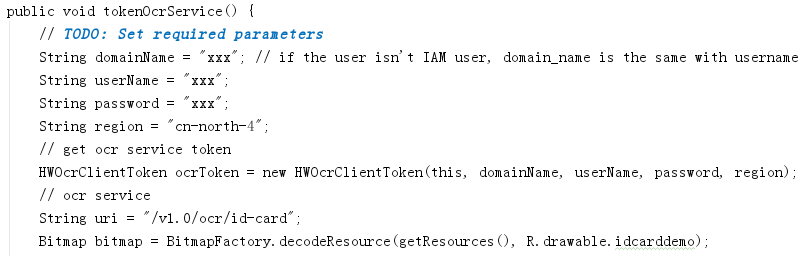 public void tokenOcrService() {
// TODO: Set required parameters
String domainName = "xxx"; // if the user isn't IAM user, domain_name is the same with username
String userName = "xxx";
String password = "xxx";
String region = "cn-north-4";
// get ocr service token
HWOcrClientToken ocrToken = new HWOcrClientToken(this, domainName, userName, password, region);
// ocr service
String uri = "/v1.0/ocr/id-card";
Bitmap bitmap = BitmapFactory.decodeResource(getResources(), R.drawable.idcarddemo);